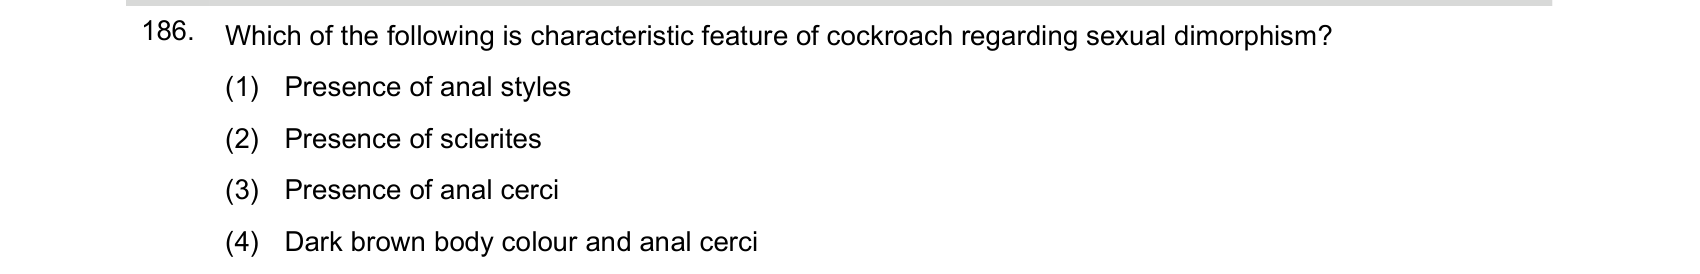 186. Which of the following is characteristic feature of cockroach regarding sexual dimorphism?
(1) Presence of anal styles
(2) Presence of sclerites
(3) Presence of anal cerci
(4) Dark brown body colour and anal cerci